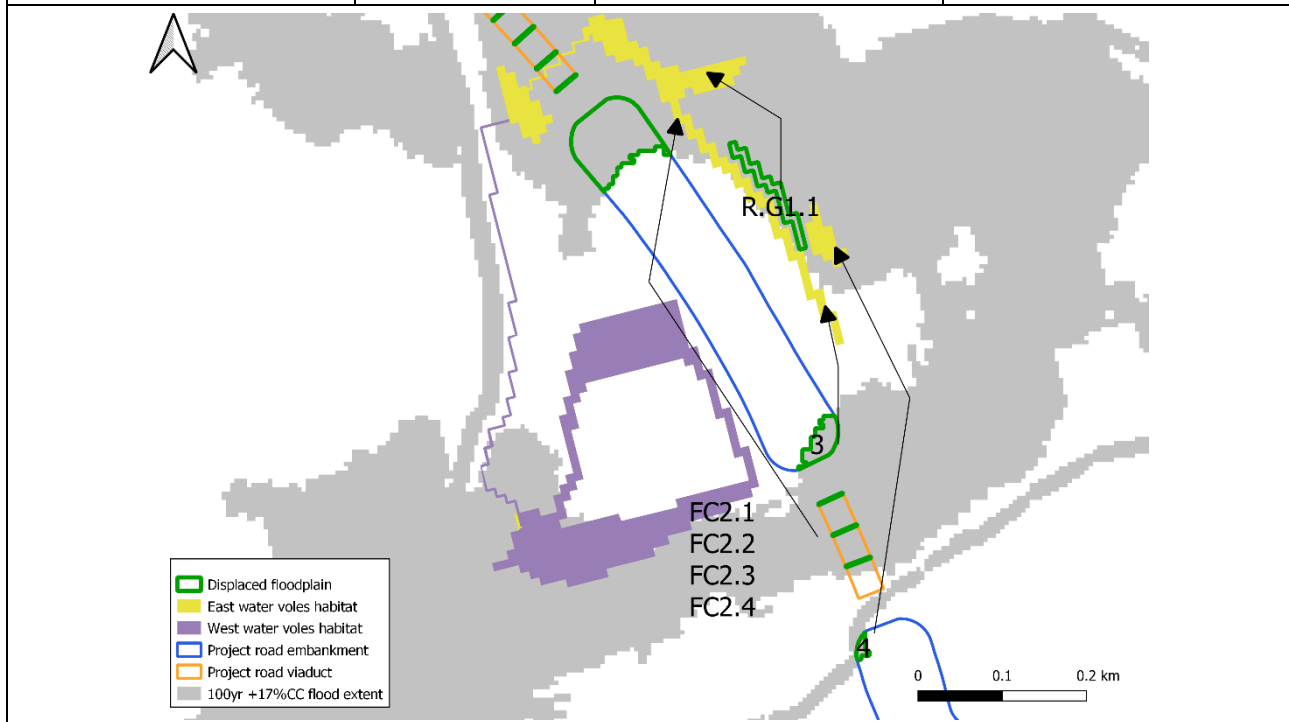 R.G1.1
3
FC2.1
FC2.2
FC2.3
FC2.4
4
Displaced floodplain
East water voles habitat
West water voles habitat
Project road embankment
Project road viaduct
100yr +17%CC flood extent
0 0.1 0.2 km